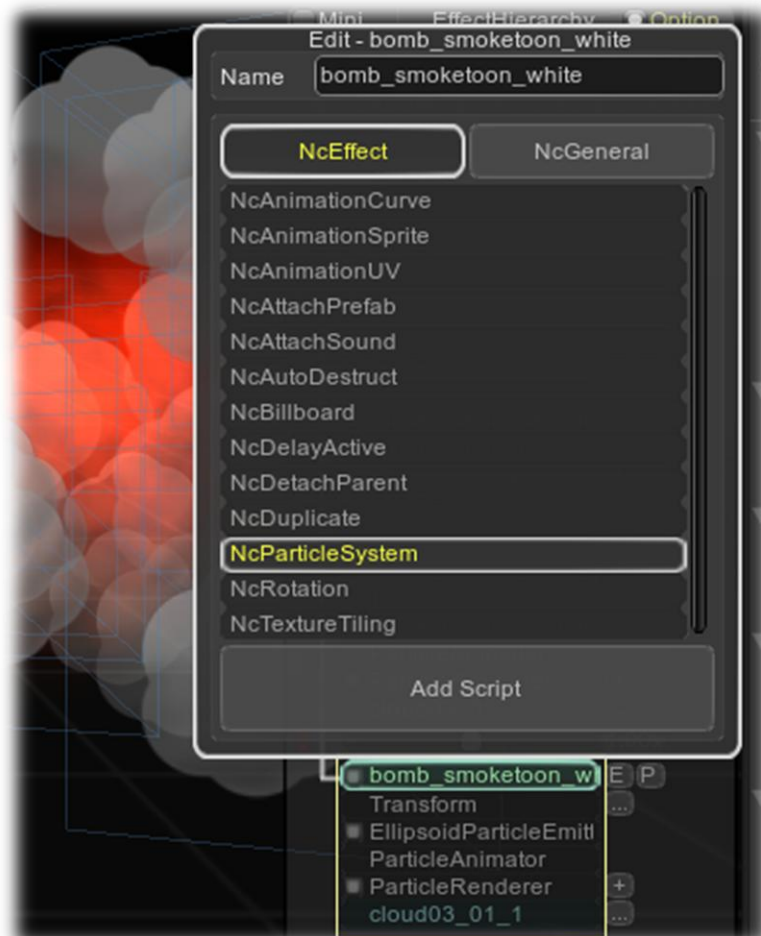 Mini EffectHierarchy Option
Edit - bomb_smoketoon_white
Name bomb_smoketoon_white
NcEffect NcGeneral
NcAnimationCurve
NcAnimationSprite
NcAnimationUV
NcAttachPrefab
NcAttachSound
NcAutoDestruct
NcBillboard
NcDelayActive
NcDetachParent
NcDuplicate
NcParticleSystem
NcRotation
NcTextureTiling
Add Script
bomb_smoketoon_w E P
Transform ...
EllipsoidParticleEmitt
ParticleAnimator
ParticleRenderer +
cloud03_01_1 ...